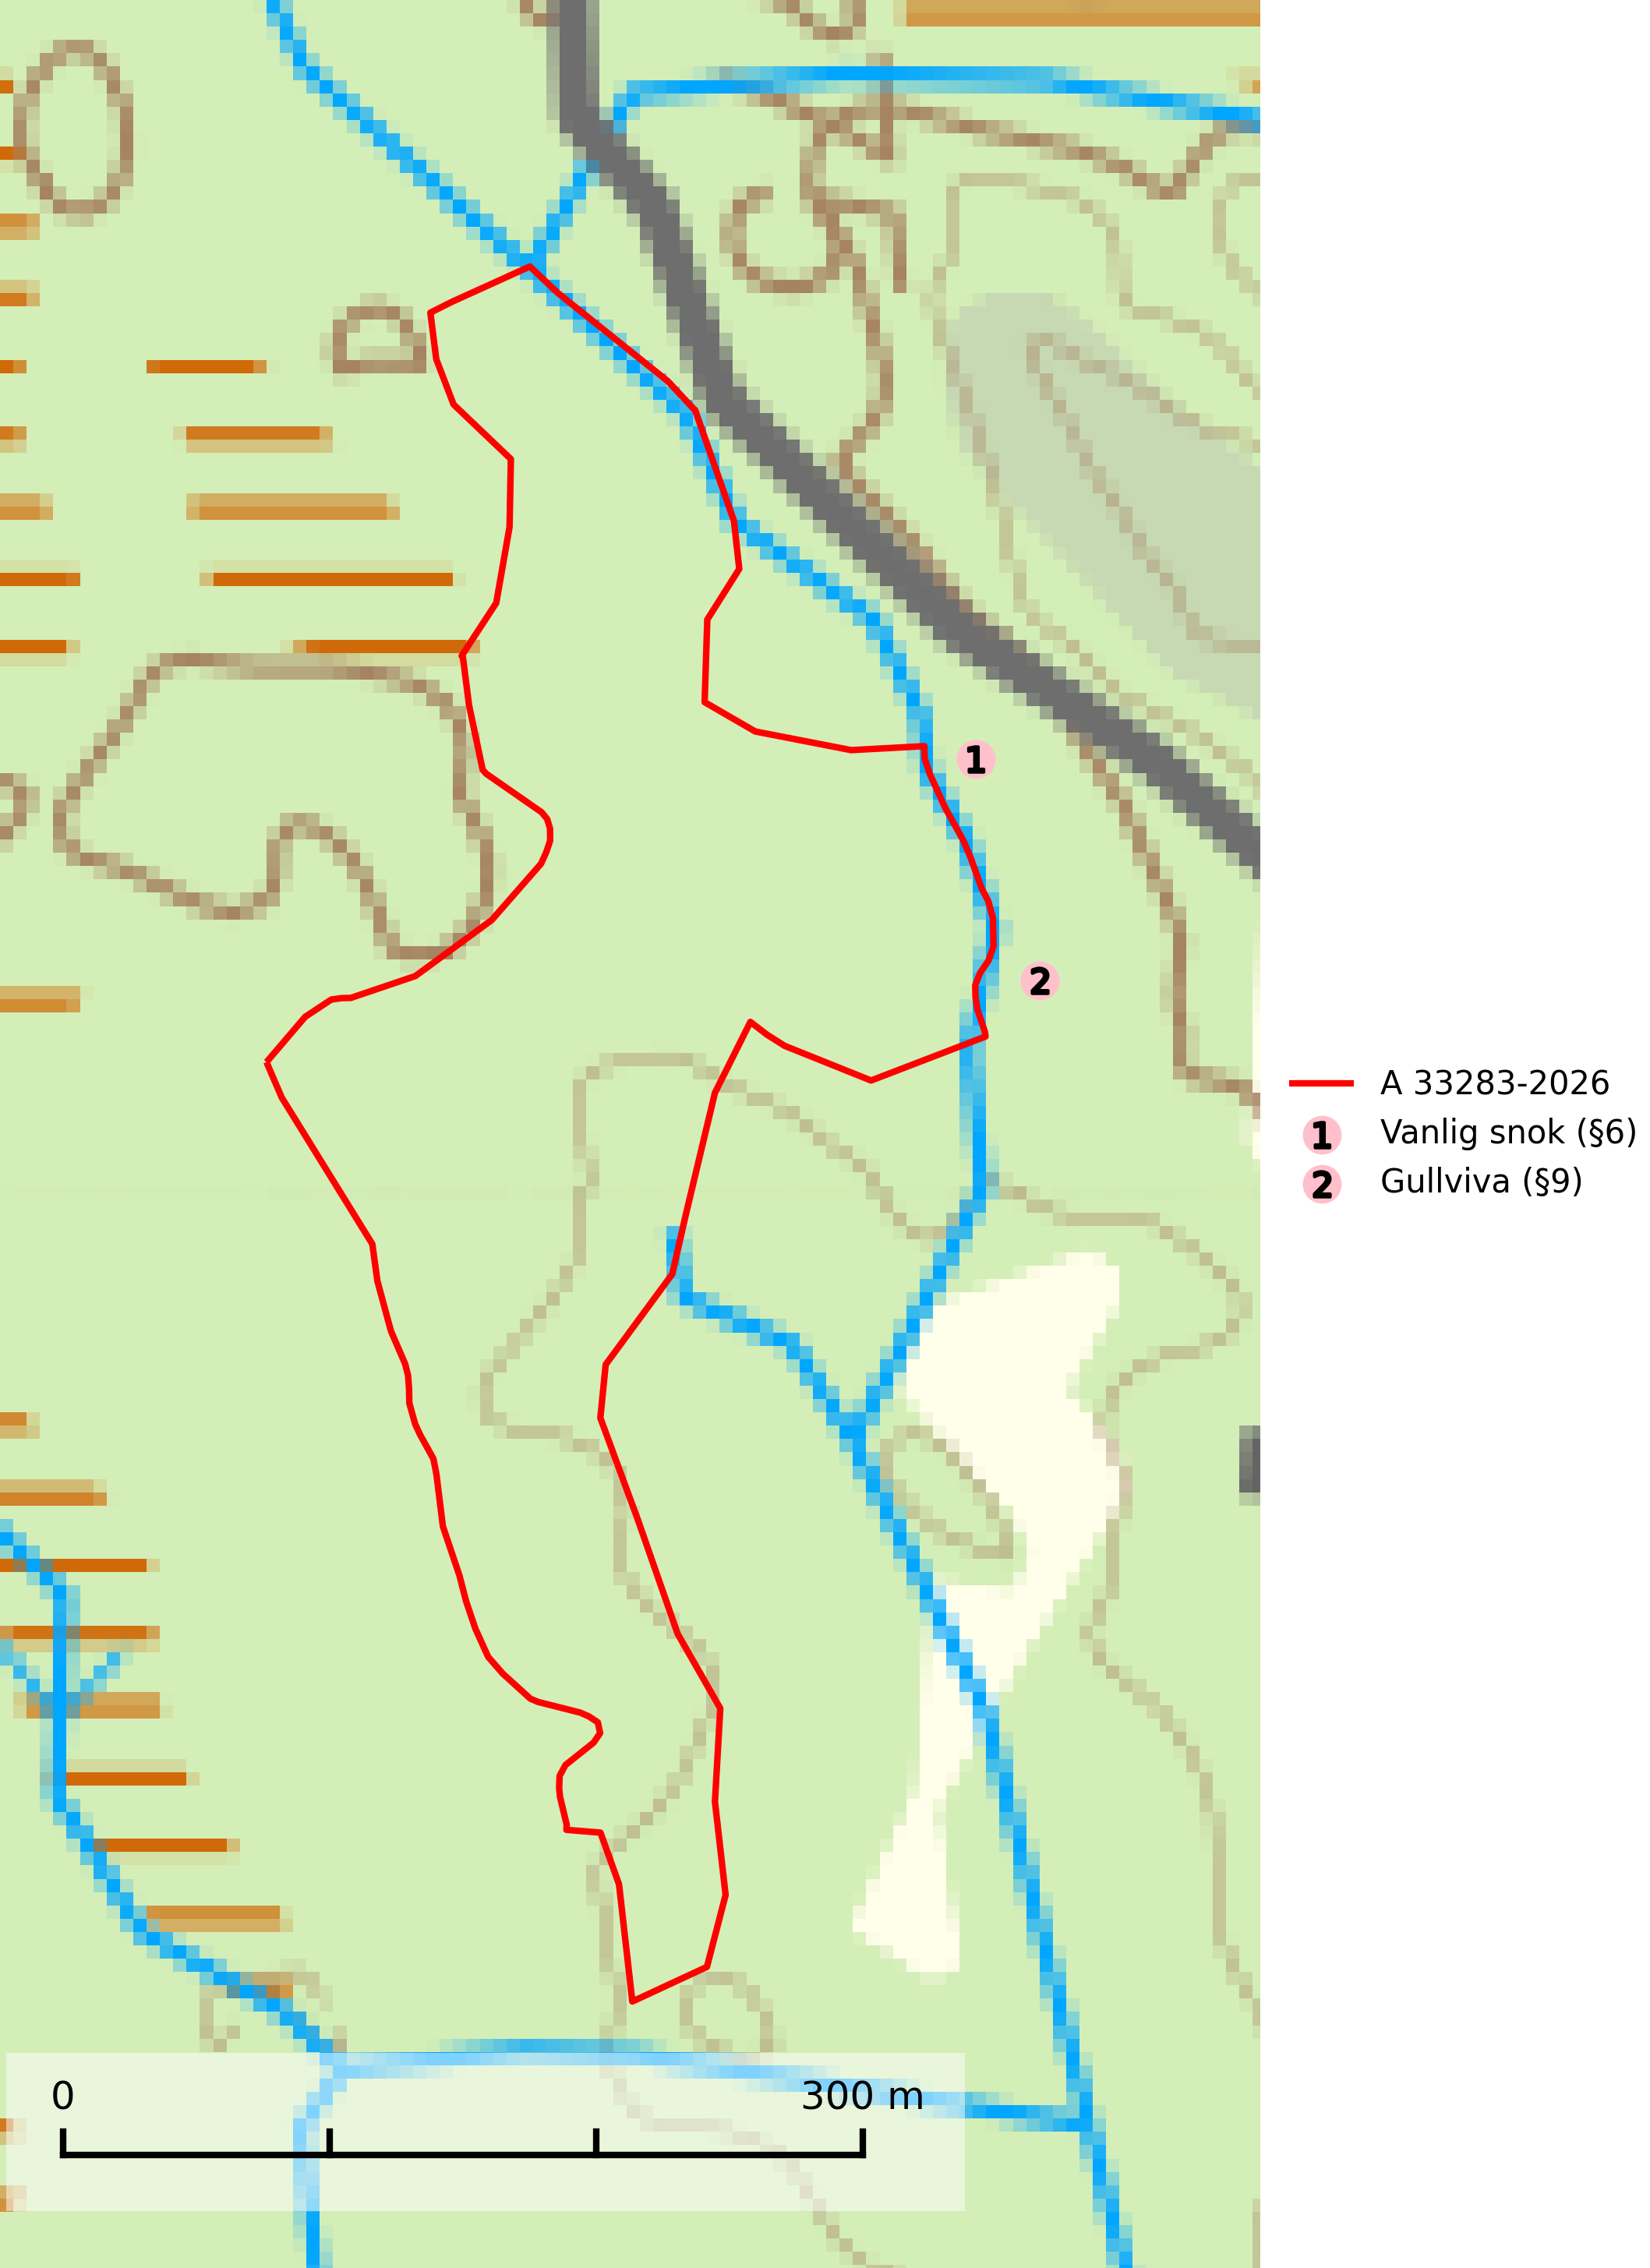 1
2
A 33283-2026
1 Vanlig snok (§6)
2 Gullviva (§9)
0 300 m